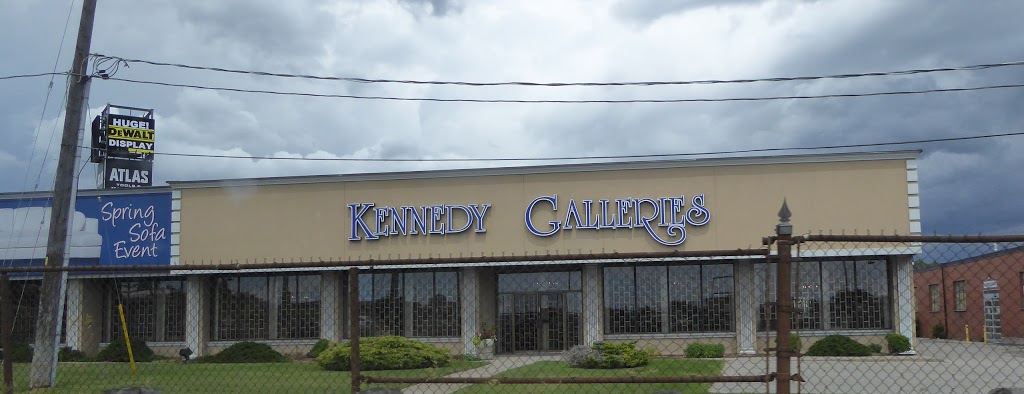 HUGE!
DEWALT
DISPLAY
ATLAS
Spring
Sofa
Event
KENNEDY GALLERIES